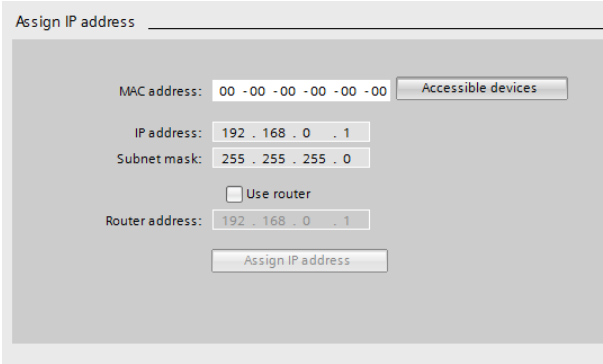 Assign IP address
MAC address: 00 -00 -00 -00 -00 -00 Accessible devices
IP address: 192 . 168 . 0 . 1
Subnet mask: 255 . 255 . 255 . 0
Use router
Router address: 192 . 168 . 0 . 1
Assign IP address